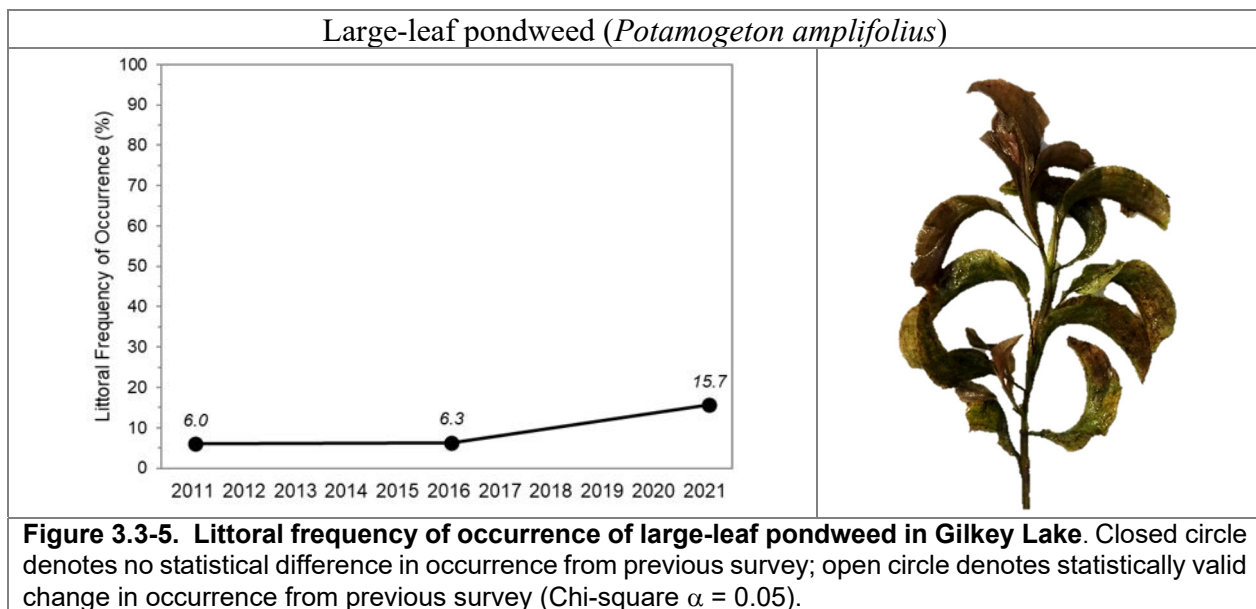 Large-leaf pondweed (Potamogeton amplifolius)
Littoral Frequency of Occurrence (%)
100
90
80
70
60
50
40
30
20
10
0
6.0
6.3
15.7
2011 2012 2013 2014 2015 2016 2017 2018 2019 2020 2021
Figure 3.3-5. Littoral frequency of occurrence of large-leaf pondweed in Gilkey Lake. Closed circle
denotes no statistical difference in occurrence from previous survey; open circle denotes statistically valid
change in occurrence from previous survey (Chi-square α = 0.05).